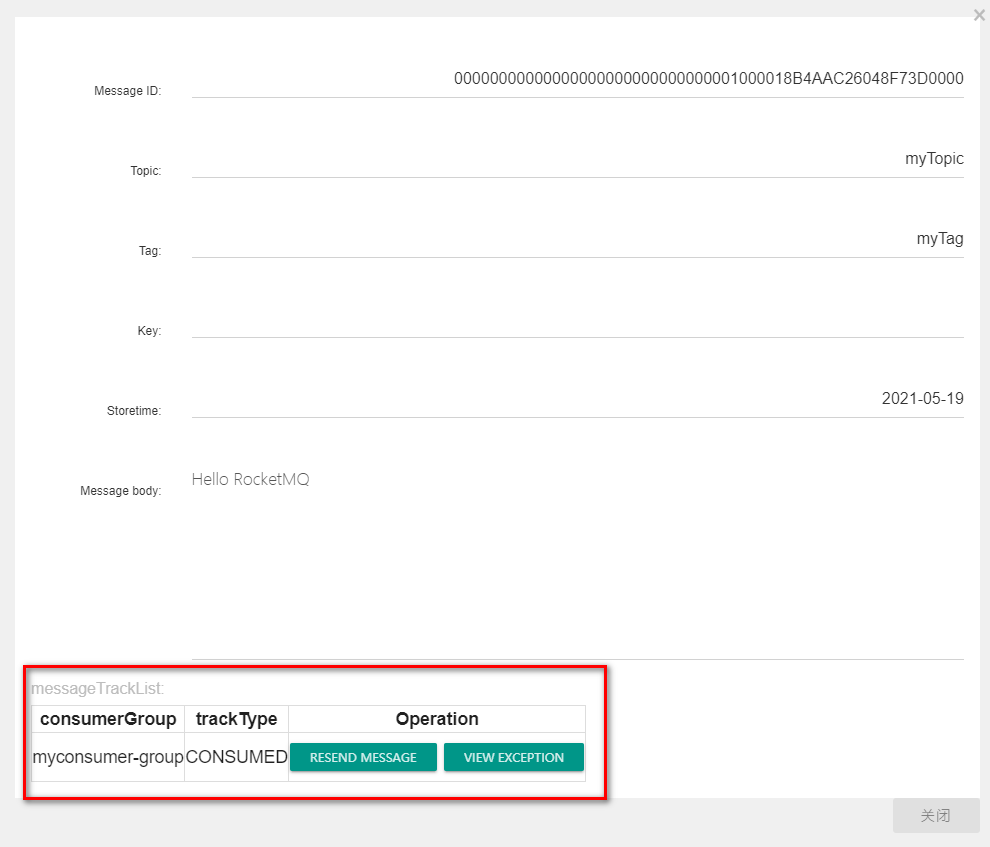 ×
Message ID:
00000000000000000000000000000001000018B4AAC26048F73D0000
Topic:
myTopic
Tag:
myTag
Key:
Storetime:
2021-05-19
Message body:
Hello RocketMQ
messageTrackList:
consumerGroup trackType Operation
myconsumer-group CONSUMED RESEND MESSAGE VIEW EXCEPTION
关闭